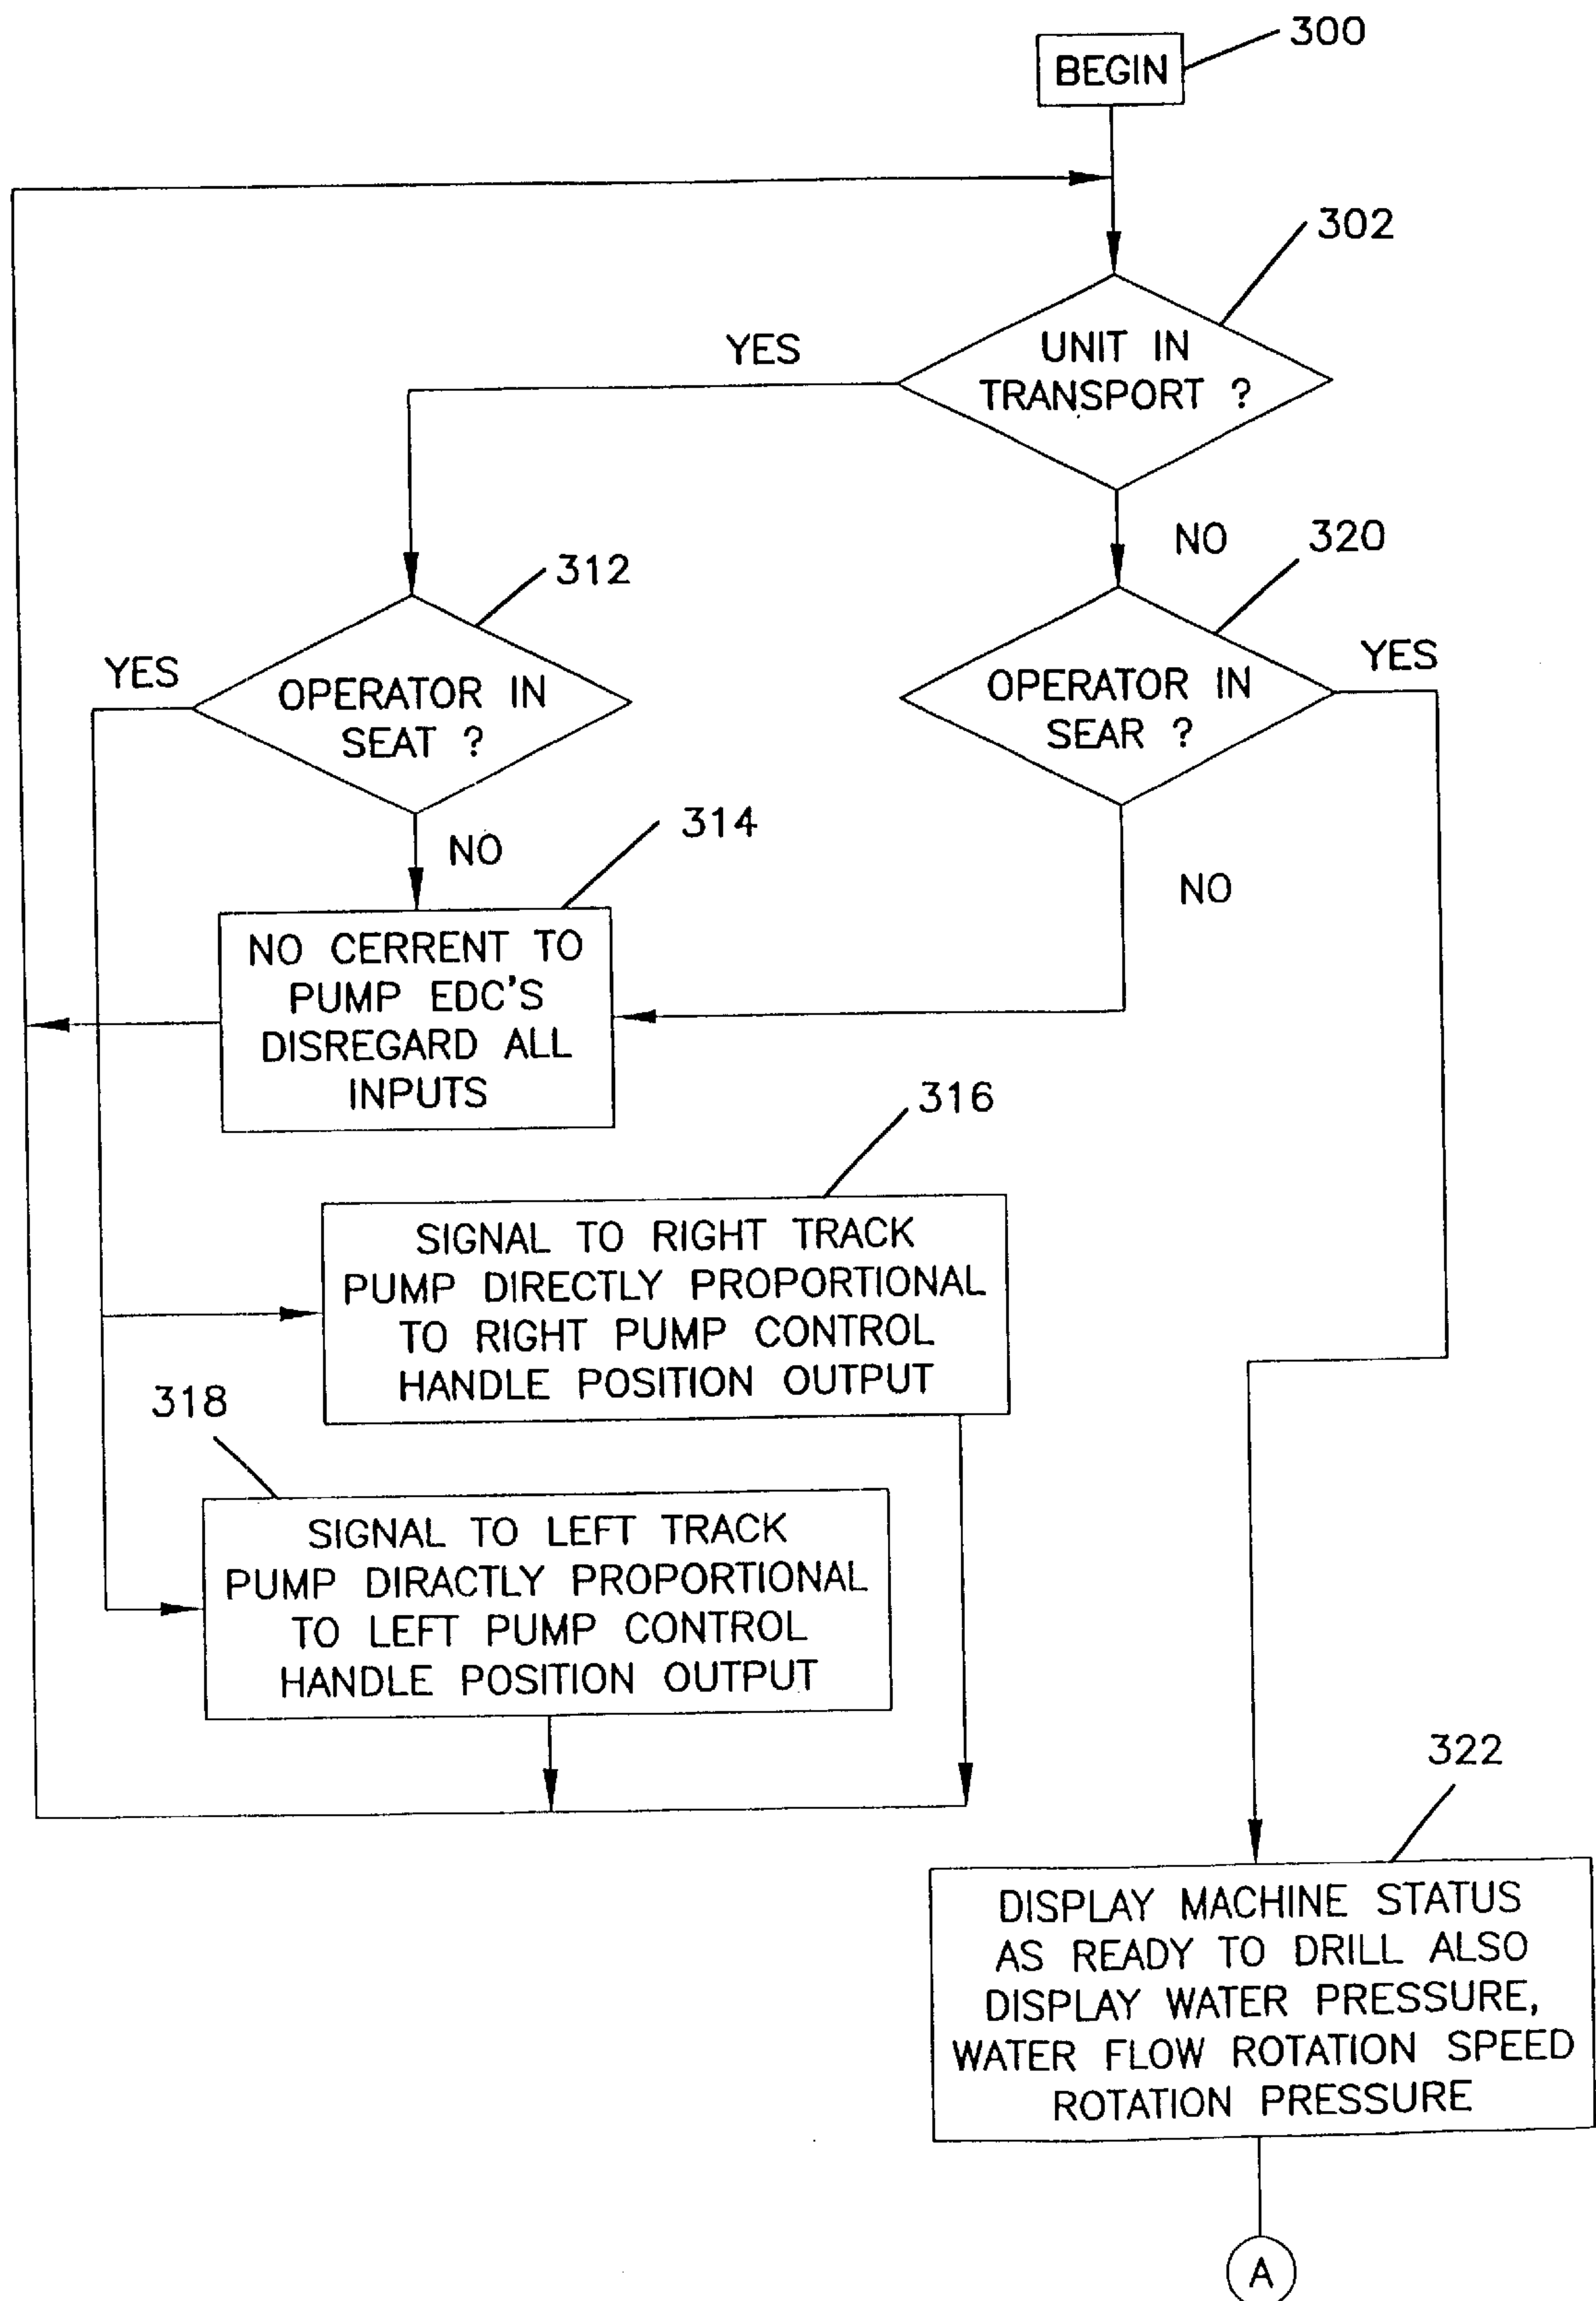 300
BEGIN
302
UNIT IN
TRANSPORT ?
YES
NO
320
312
OPERATOR IN
SEAT ?
YES
NO
OPERATOR IN
SEAR ?
YES
NO
314
NO CERRENT TO
PUMP EDC'S
DISREGARD ALL
INPUTS
316
SIGNAL TO RIGHT TRACK
PUMP DIRECTLY PROPORTIONAL
TO RIGHT PUMP CONTROL
HANDLE POSITION OUTPUT
318
SIGNAL TO LEFT TRACK
PUMP DIRACTLY PROPORTIONAL
TO LEFT PUMP CONTROL
HANDLE POSITION OUTPUT
322
DISPLAY MACHINE STATUS
AS READY TO DRILL ALSO
DISPLAY WATER PRESSURE,
WATER FLOW ROTATION SPEED
ROTATION PRESSURE
A